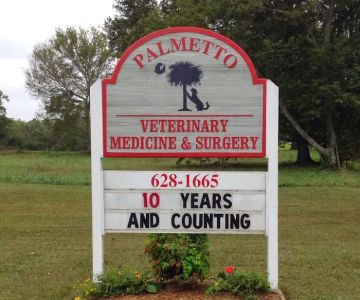 PALMETTO
VETERINARY
MEDICINE & SURGERY
628-1665
10 YEARS
AND COUNTING